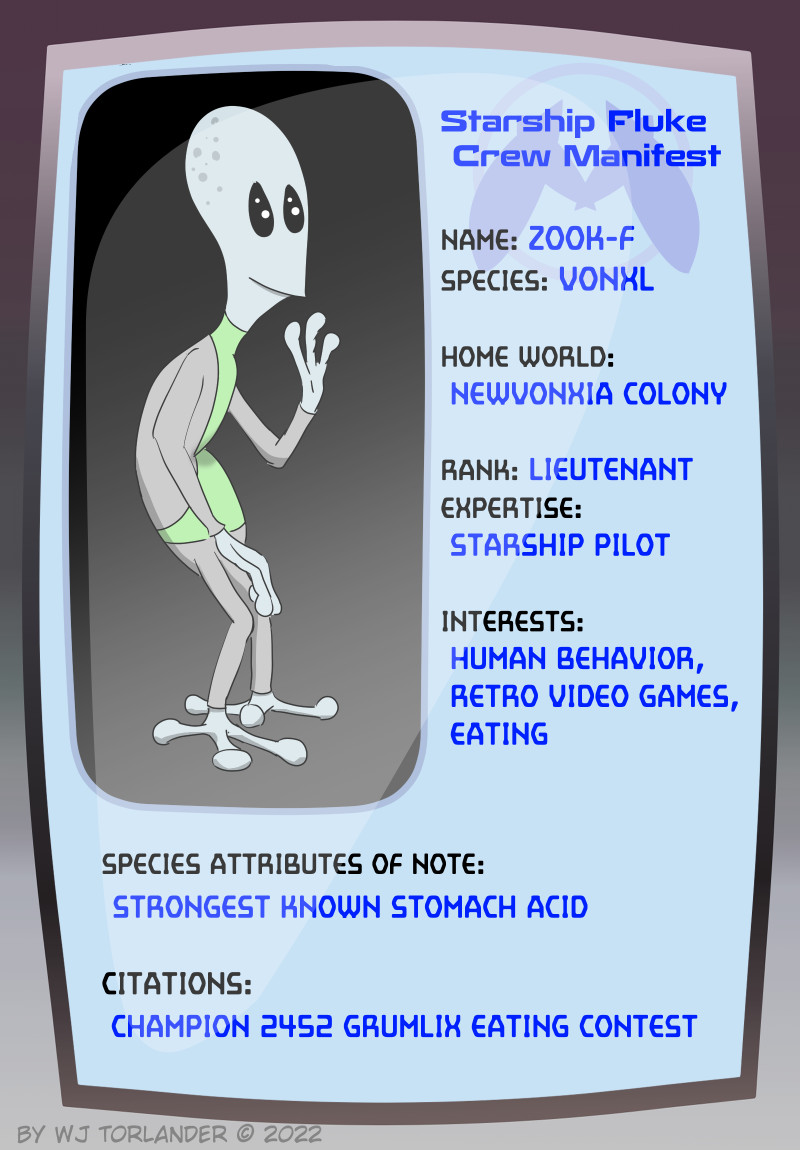 Starship Fluke
Crew Manifest
NAME: ZOOK-F
SPECIES: VONXL
HOME WORLD:
NEWVONXIA COLONY
RANK: LIEUTENANT
EXPERTISE:
STARSHIP PILOT
INTERESTS:
HUMAN BEHAVIOR,
RETRO VIDEO GAMES,
EATING
SPECIES ATTRIBUTES OF NOTE:
STRONGEST KNOWN STOMACH ACID
CITATIONS:
CHAMPION 2452 GRUMLIX EATING CONTEST
BY WJ TORLANDER © 2022